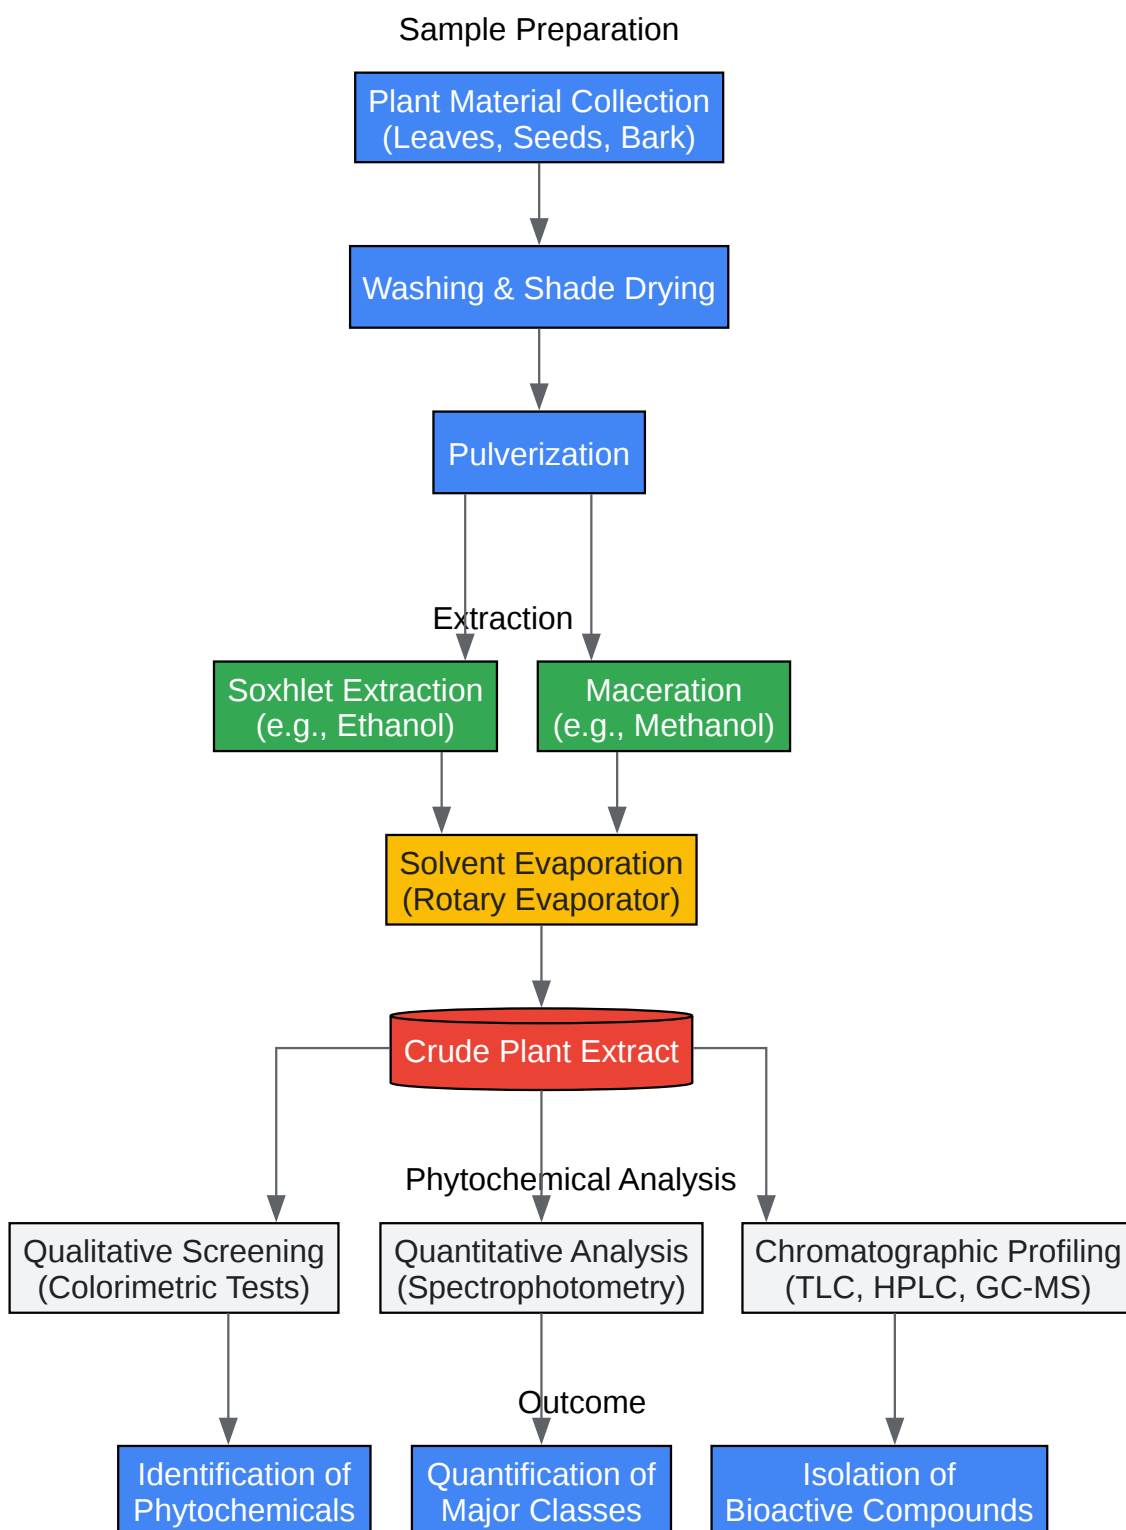 Sample Preparation
Plant Material Collection
(Leaves, Seeds, Bark)
Washing & Shade Drying
Pulverization
Extraction
Soxhlet Extraction
(e.g., Ethanol)
Maceration
(e.g., Methanol)
Solvent Evaporation
(Rotary Evaporator)
Crude Plant Extract
Phytochemical Analysis
Qualitative Screening
(Colorimetric Tests)
Quantitative Analysis
(Spectrophotometry)
Chromatographic Profiling
(TLC, HPLC, GC-MS)
Outcome
Identification of
Phytochemicals
Quantification of
Major Classes
Isolation of
Bioactive Compounds